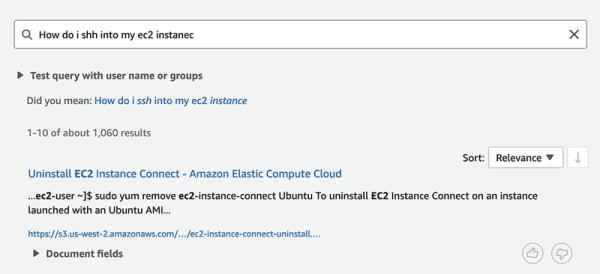 How do i shh into my ec2 instanec
Test query with user name or groups
Did you mean: How do i ssh into my ec2 instance
1-10 of about 1,060 results
Sort: Relevance
Uninstall EC2 Instance Connect - Amazon Elastic Compute Cloud
...ec2-user ~]$ sudo yum remove ec2-instance-connect Ubuntu To uninstall EC2 Instance Connect on an instance
launched with an Ubuntu AMI...
https://s3.us-west-2.amazonaws.com/.../ec2-instance-connect-uninstall....
Document fields